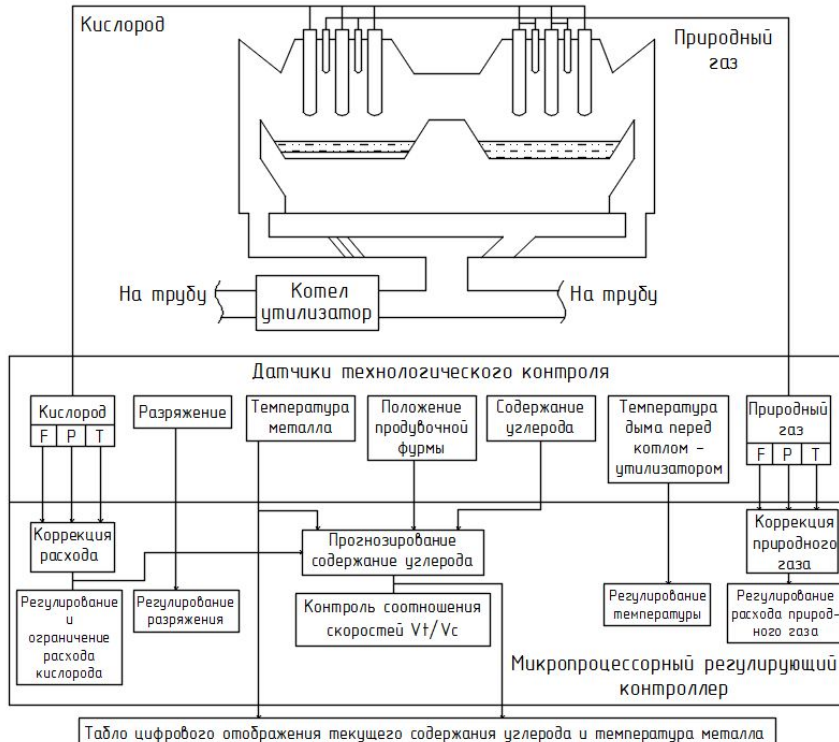 Кислород
Природный
газ
На трубу
Котел
утилизатор
На трубу
Датчики технологического контроля
Кислород
F P T
Разряжение
Температура
металла
Положение
продувочной
фурмы
Содержание
углерода
Температура
дыма перед
котлом –
утилизатором
Природный
газ
F P T
Коррекция
расхода
Прогнозирование
содержание углерода
Коррекция
природного
газа
Регулирование
и
ограничение
расхода
кислорода
Регулирование
разряжения
Контроль соотношения
скоростей Vt/Vc
Регулирование
температуры
Регулирование
расхода природ-
ного газа
Микропроцессорный регулирующий
контроллер
Табло цифрового отображения текущего содержания углерода и температура металла